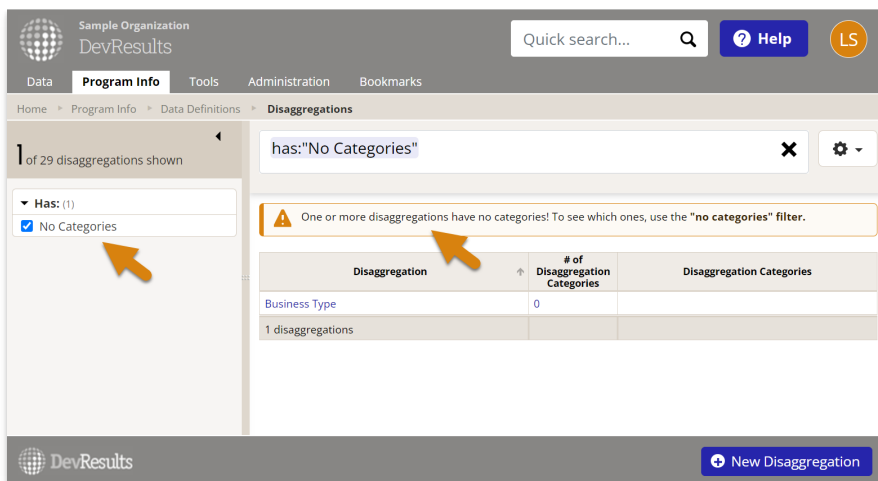 Sample Organization
DevResults
Quick search...
Help
LS
Data Program Info Tools Administration Bookmarks
Home Program Info Data Definitions Disaggregations
1 of 29 disaggregations shown
has:"No Categories"
Has: (1)
No Categories
One or more disaggregations have no categories! To see which ones, use the "no categories" filter.
Disaggregation
# of
Disaggregation
Categories
Disaggregation Categories
Business Type 0
1 disaggregations
DevResults
New Disaggregation